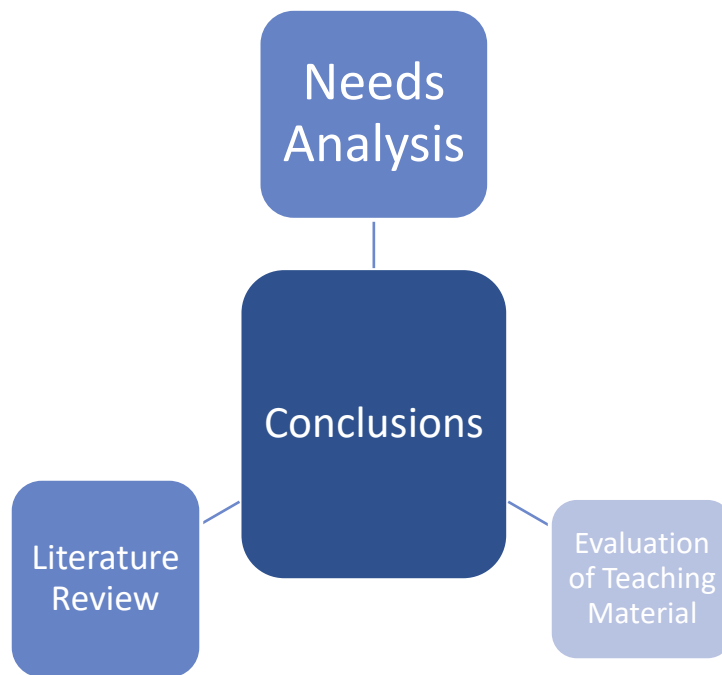 Needs
Analysis
Conclusions
Literature
Review
Evaluation
of Teaching
Material